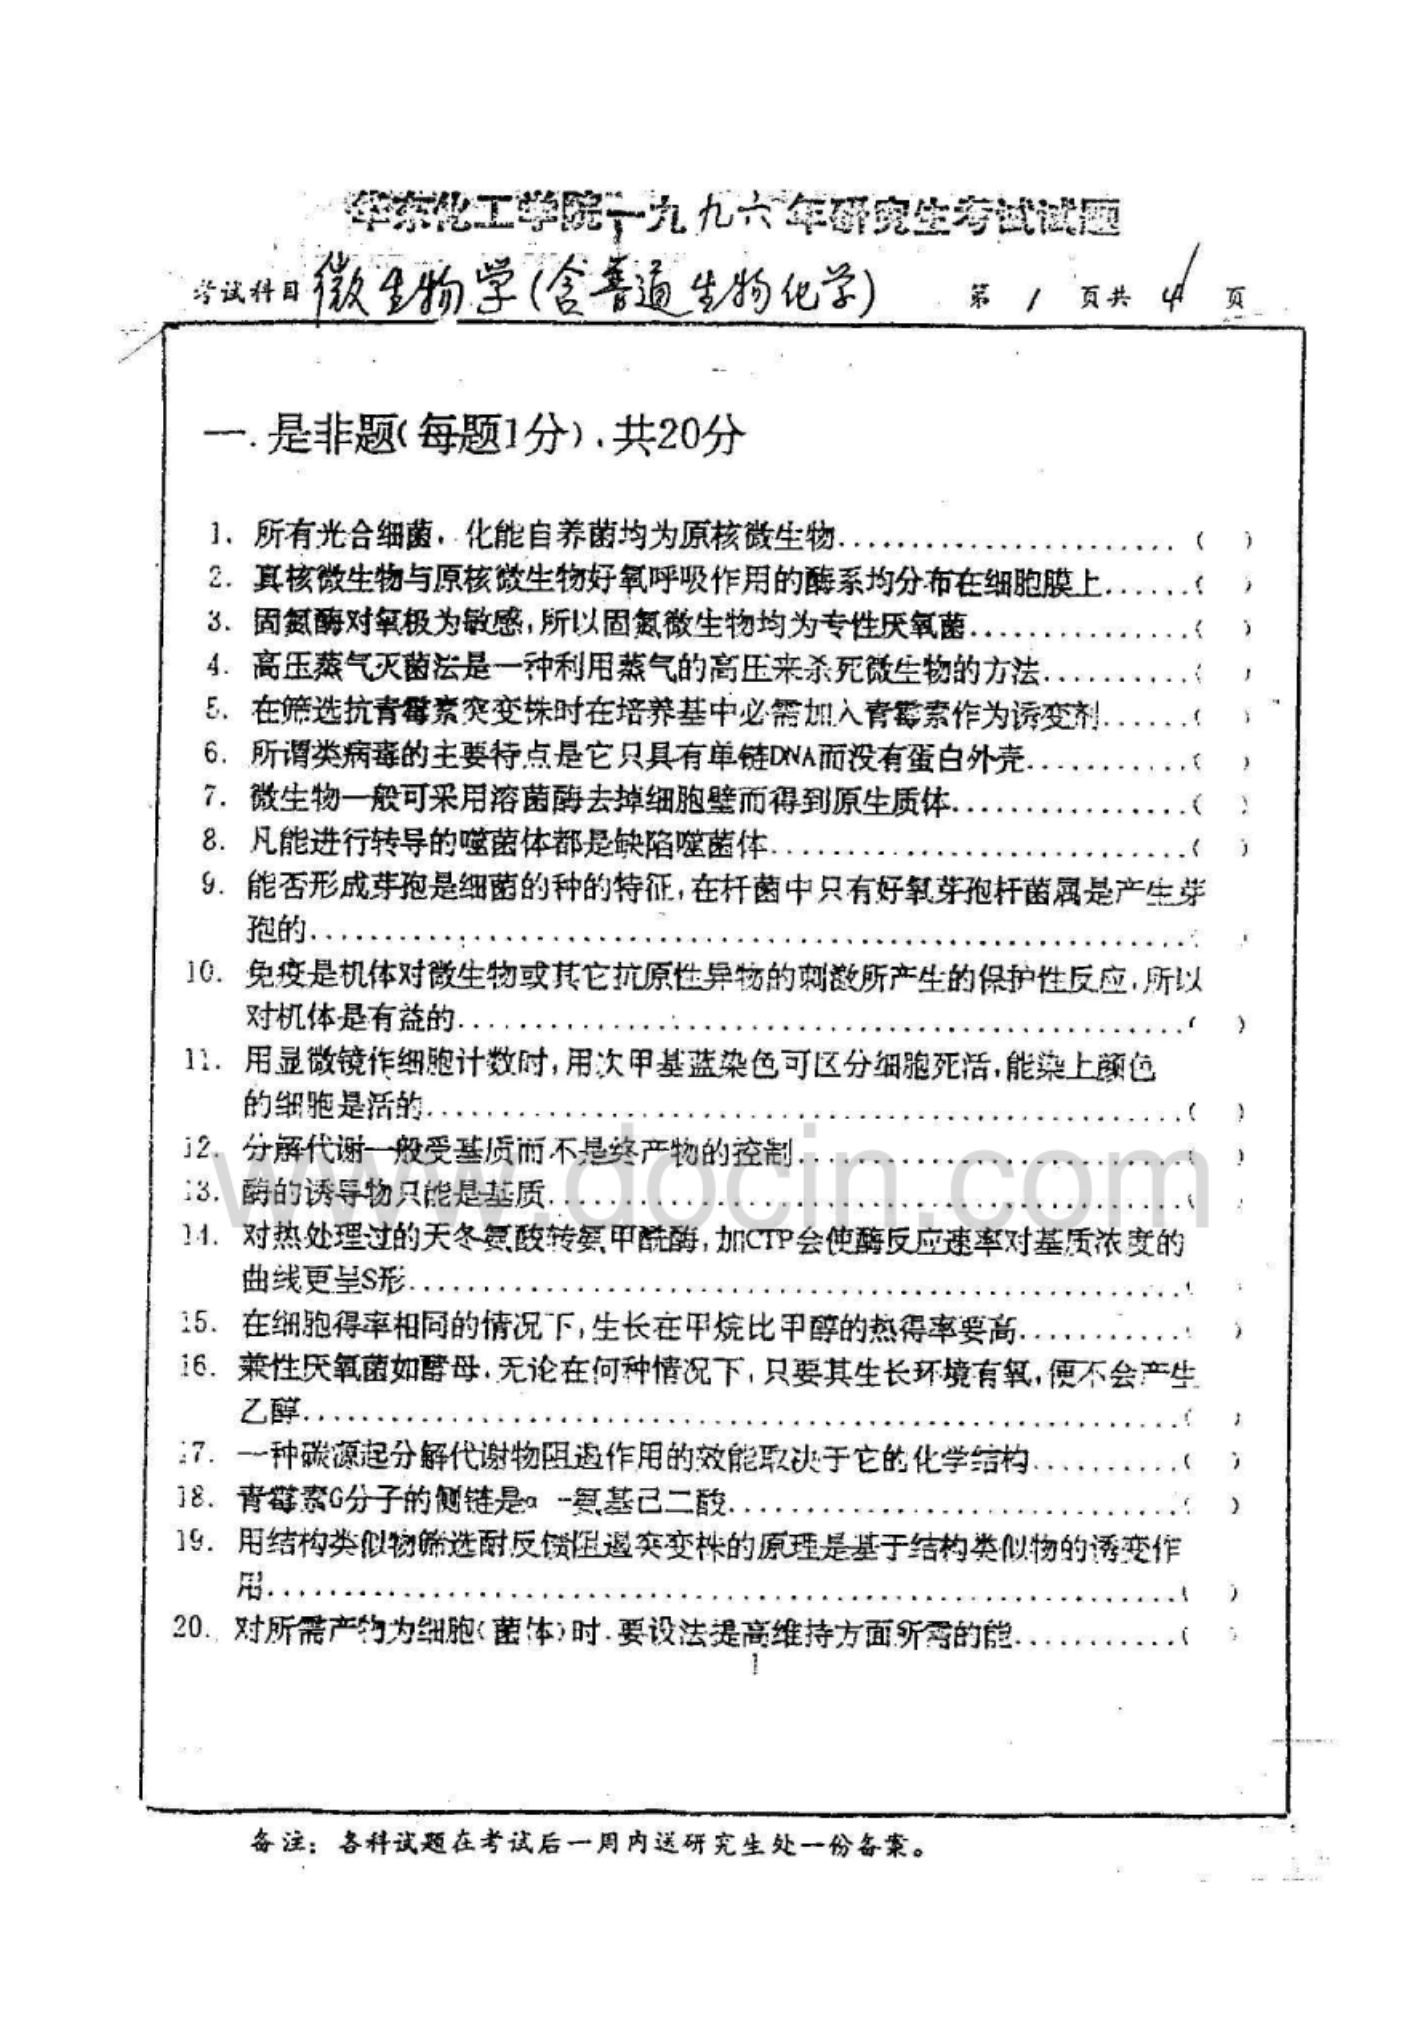 华东化工学院一九九六年研究生考试试题
考试科目 微生物学(含普通生物化学) 第 1 页共 4 页
一.是非题(每题1分),共20分
1. 所有光合细菌,化能自养菌均为原核微生物......................( )
2. 真核微生物与原核微生物好氧呼吸作用的酶系均分布在细胞膜上......( )
3. 固氮酶对氧极为敏感,所以固氮微生物均为专性厌氧菌...............( )
4. 高压蒸气灭菌法是一种利用蒸气的高压来杀死微生物的方法..........( )
5. 在筛选抗青霉素突变株时在培养基中必需加入青霉素作为诱变剂......( )
6. 所谓类病毒的主要特点是它只具有单链DNA而没有蛋白外壳...........( )
7. 微生物一般可采用溶菌酶去掉细胞壁而得到原生质体................( )
8. 凡能进行转导的噬菌体都是缺陷噬菌体............................( )
9. 能否形成芽孢是细菌的种的特征,在杆菌中只有好氧芽孢杆菌属是产生芽
孢的..........................................................( )
10. 免疫是机体对微生物或其它抗原性异物的刺激所产生的保护性反应,所以
对机体是有益的................................................( )
11. 用显微镜作细胞计数时,用次甲基蓝染色可区分细胞死活,能染上颜色
的细胞是活的..................................................( )
12. 分解代谢一般受基质而不是终产物的控制..........................( )
13. 酶的诱导物只能是基质..........................................( )
14. 对热处理过的天冬氨酸转氨甲酰酶,加CTP会使酶反应速率对基质浓度的
曲线更呈S形...................................................( )
15. 在细胞得率相同的情况下,生长在甲烷比甲醇的热得率要高...........( )
16. 兼性厌氧菌如酵母,无论在何种情况下,只要其生长环境有氧,便不会产生
乙醇..........................................................( )
17. 一种碳源起分解代谢物阻遏作用的效能取决于它的化学结构..........( )
18. 青霉素G分子的侧链是α-氨基己二酸..............................( )
19. 用结构类似物筛选耐反馈阻遏突变株的原理是基于结构类似物的诱变作
用............................................................( )
20. 对所需产物为细胞(菌体)时,要设法提高维持方面所需的能...........( )
1
备注:各科试题在考试后一周内送研究生处一份备案。
www.docin.com